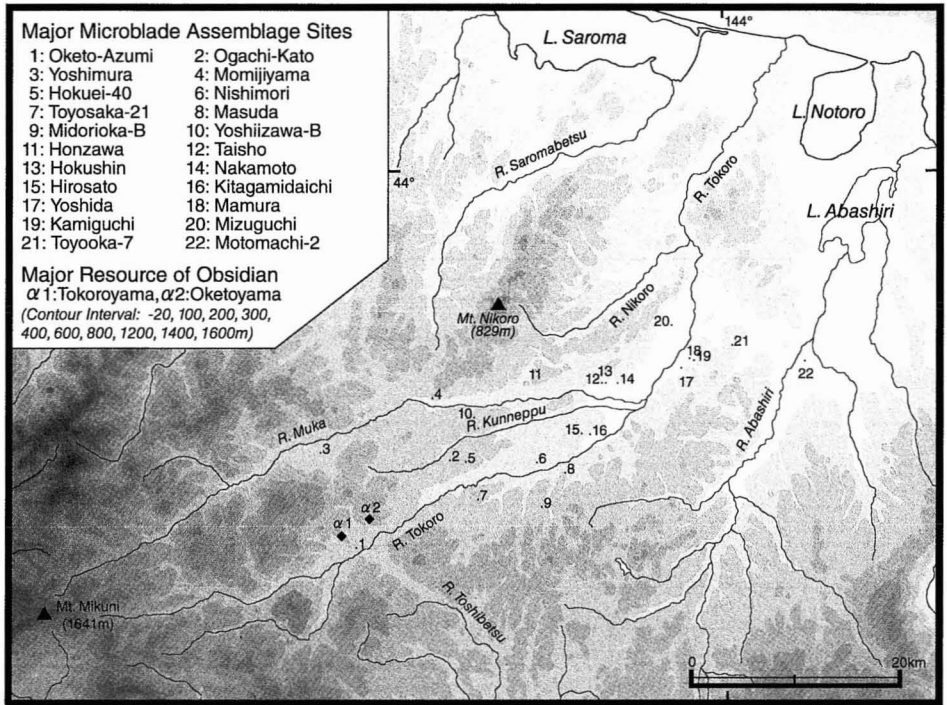 Major Microblade Assemblage Sites
1: Oketo-Azumi 2: Ogachi-Kato
3: Yoshimura 4: Momijiyama
5: Hokuei-40 6: Nishimori
7: Toyosaka-21 8: Masuda
9: Midorioka-B 10: Yoshiizawa-B
11: Honzawa 12: Taisho
13: Hokushin 14: Nakamoto
15: Hirosato 16: Kitagamidaichi
17: Yoshida 18: Mamura
19: Kamiguchi 20: Mizuguchi
21: Toyooka-7 22: Motomachi-2
Major Resource of Obsidian
α1:Tokoroyama, α2:Oketoyama
(Contour Interval: -20, 100, 200, 300,
400, 600, 800, 1200, 1400, 1600m)
144°
L. Saroma
L. Notoro
R. Saromabetsu
44°
R. Tokoro
L. Abashiri
Mt. Nikoro
(829m)
R. Nikoro
20.
21
18
19
11
13
12..
14
17
22
4
10
R. Kunneppu
R. Abashiri
R. Muka
15. 16
3
.2 .5
6
8
7
9
α2
α1
1
R. Tokoro
Mt. Mikuni
(1641m)
R. Toshibetsu
0 20km